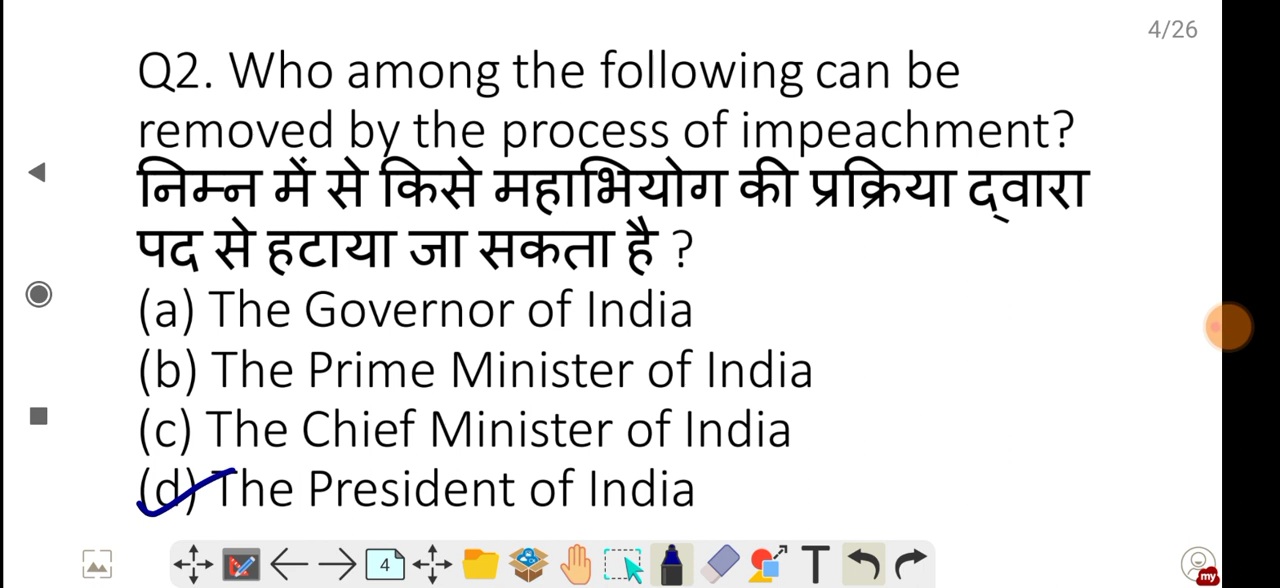 4/26
Q2. Who among the following can be
removed by the process of impeachment?
निम्न में से किसे महाभियोग की प्रक्रिया द्वारा
पद से हटाया जा सकता है ?
(a) The Governor of India
(b) The Prime Minister of India
(c) The Chief Minister of India
(d) The President of India
4
T
my